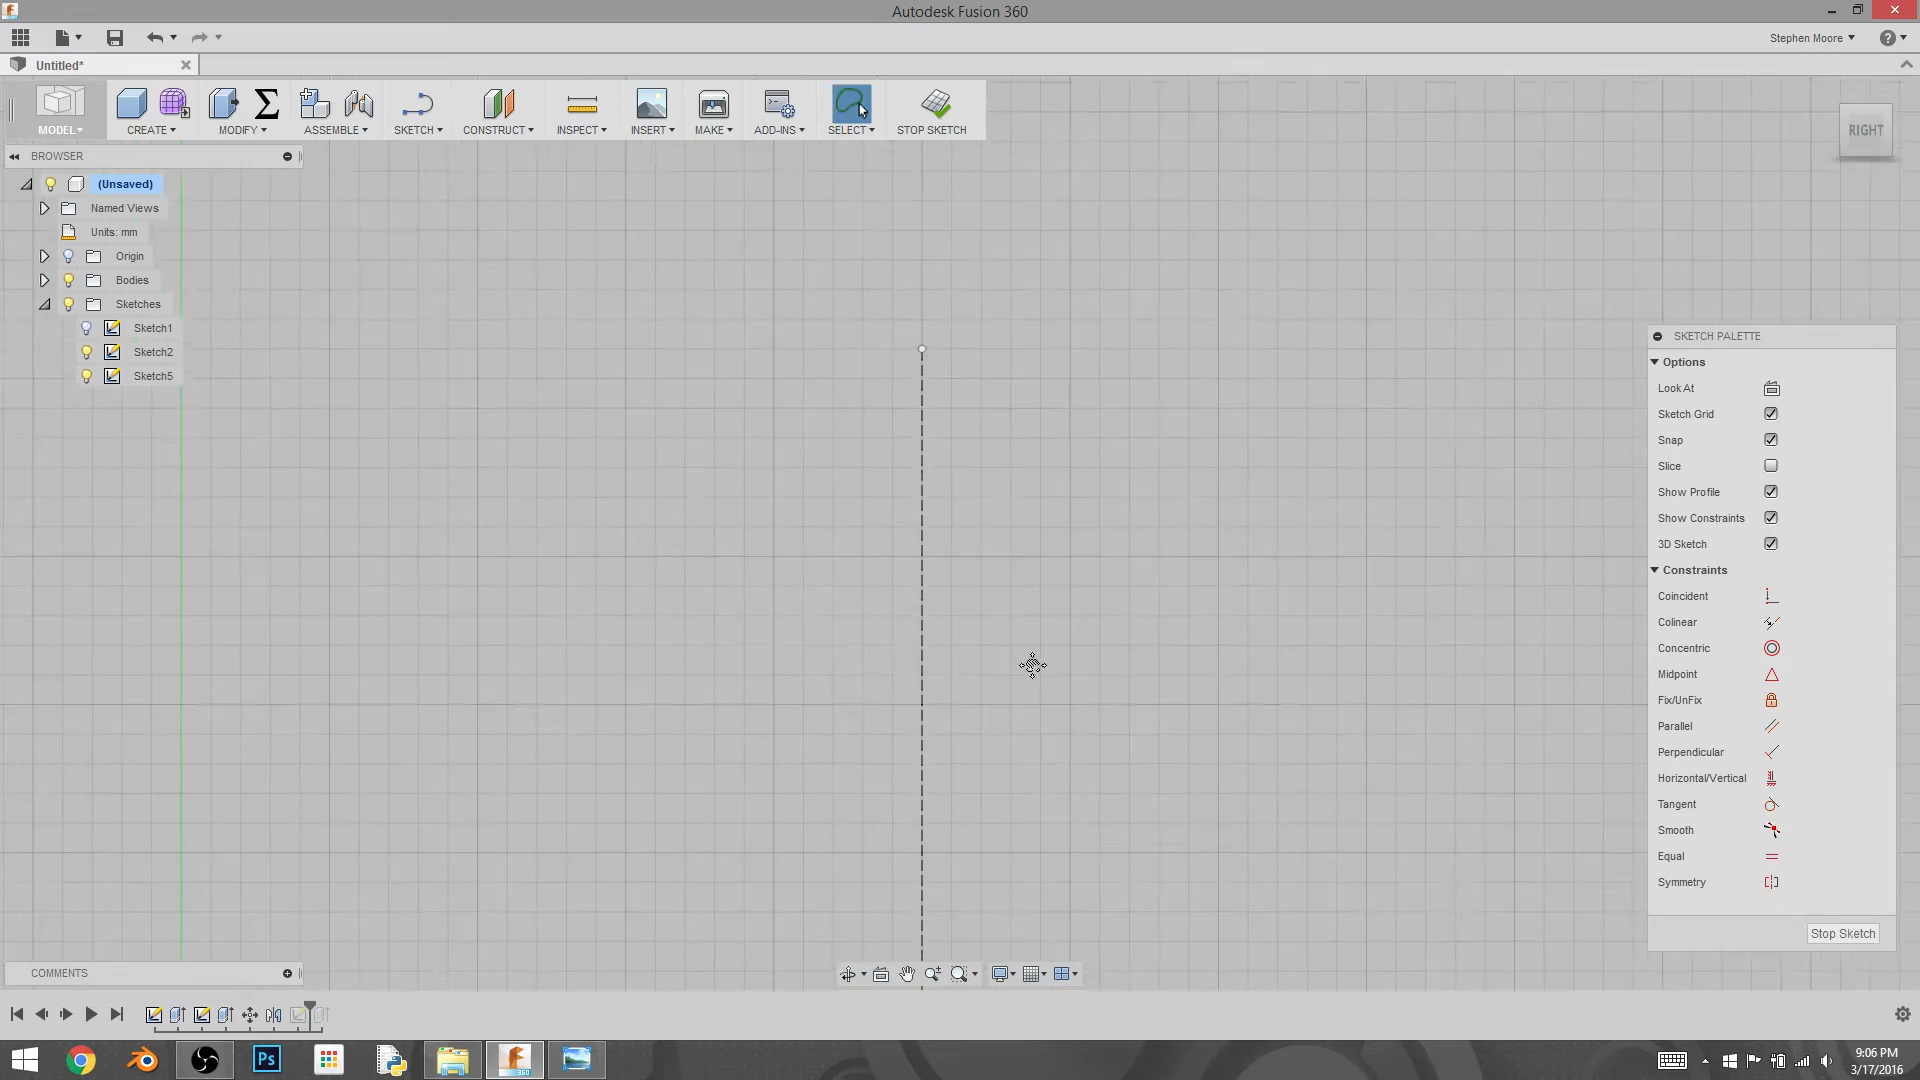 Autodesk Fusion 360
Stephen Moore
Untitled*
MODEL
CREATE
MODIFY
ASSEMBLE
SKETCH
CONSTRUCT
INSPECT
INSERT
MAKE
ADD-INS
SELECT
STOP SKETCH
RIGHT
BROWSER
(Unsaved)
Named Views
Units: mm
Origin
Bodies
Sketches
Sketch1
Sketch2
Sketch5
SKETCH PALETTE
Options
Look At
Sketch Grid
Snap
Slice
Show Profile
Show Constraints
3D Sketch
Constraints
Coincident
Colinear
Concentric
Midpoint
Fix/UnFix
Parallel
Perpendicular
Horizontal/Vertical
Tangent
Smooth
Equal
Symmetry
Stop Sketch
COMMENTS
Ps
360
9:06 PM
3/17/2016